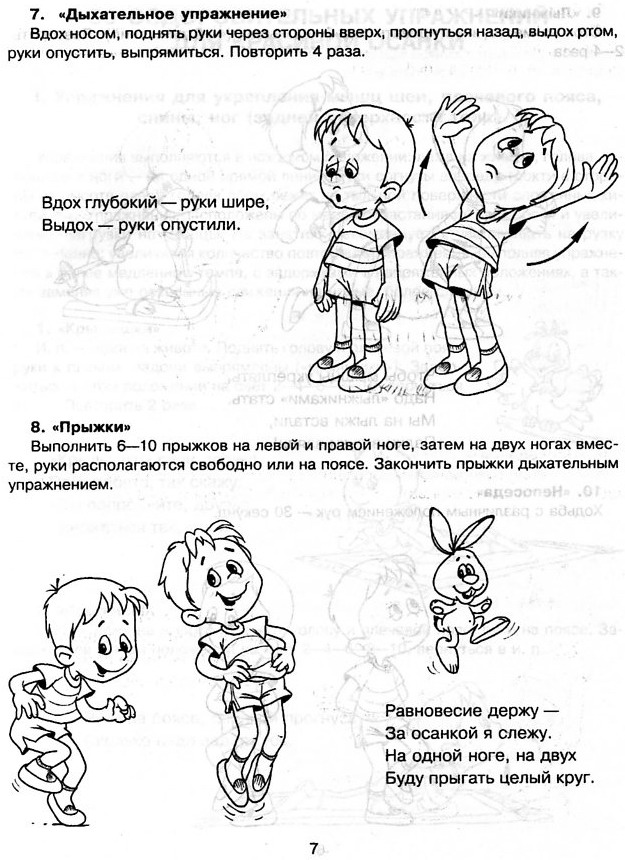 7. «Дыхательное упражнение»
Вдох носом, поднять руки через стороны вверх, прогнуться назад, выдох ртом,
руки опустить, выпрямиться. Повторить 4 раза.
Вдох глубокий — руки шире,
Выдох — руки опустили.
8. «Прыжки»
Выполнить 6—10 прыжков на левой и правой ноге, затем на двух ногах вмес-
те, руки располагаются свободно или на поясе. Закончить прыжки дыхательным
упражнением.
Равновесие держу —
За осанкой я слежу.
На одной ноге, на двух
Буду прыгать целый круг.
7